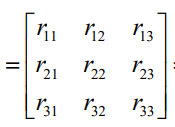 r11 r12 r13
= r21 r22 r23 =
r31 r32 r33